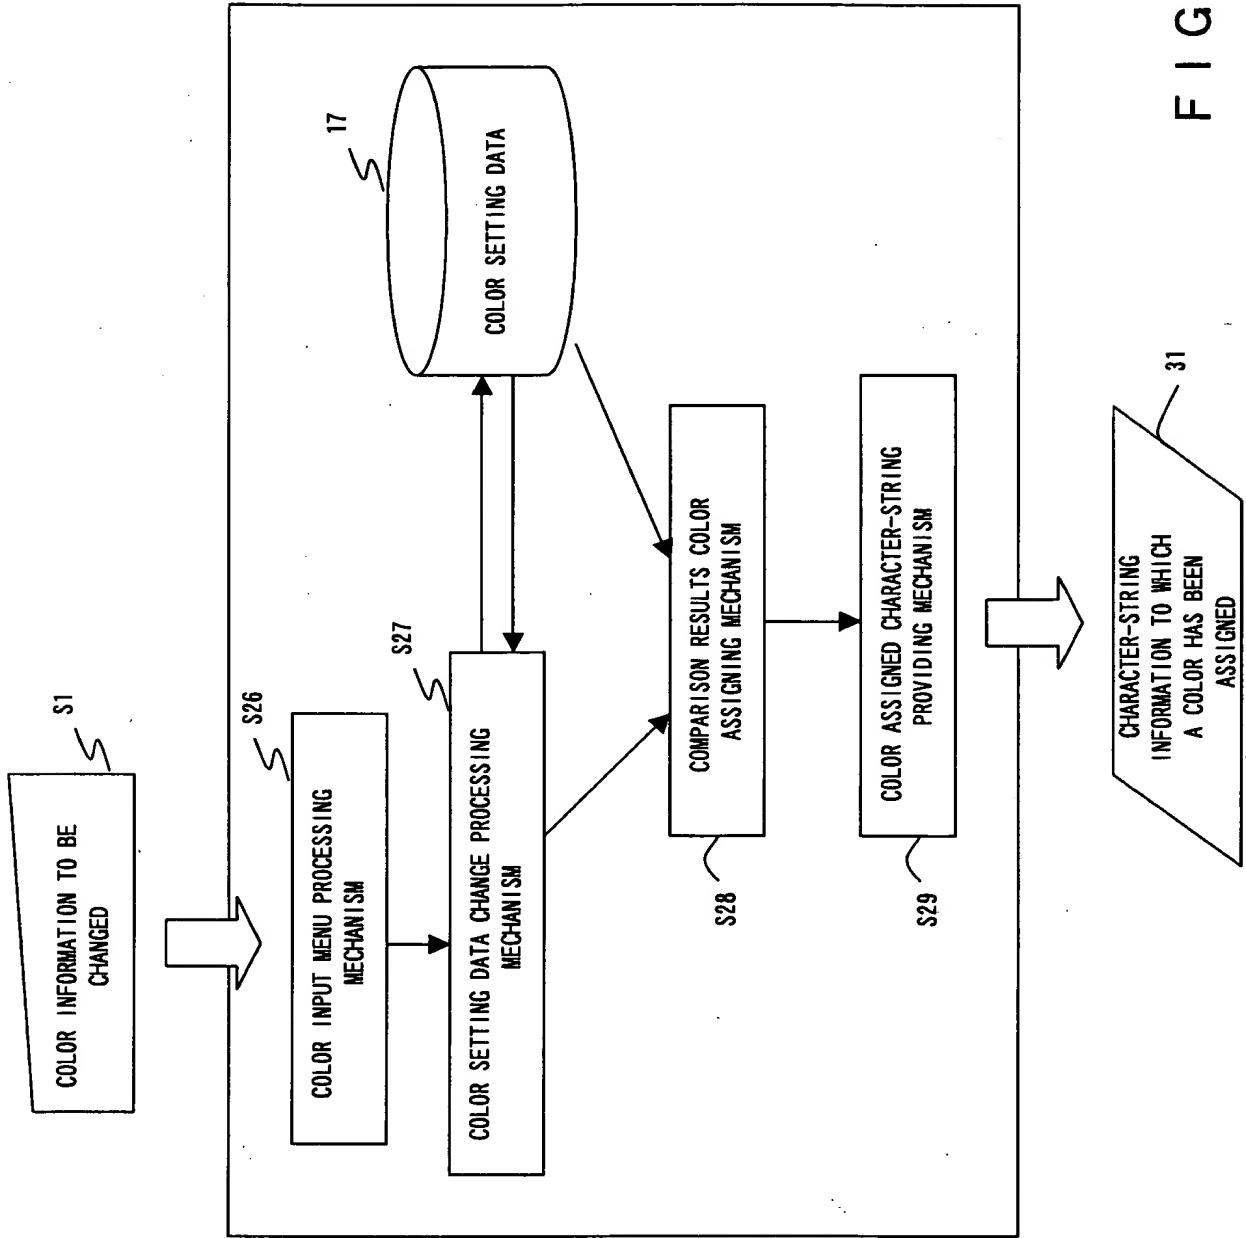 S1
COLOR INFORMATION TO BE
CHANGED
S26
COLOR INPUT MENU PROCESSING
MECHANISM
S27
COLOR SETTING DATA CHANGE PROCESSING
MECHANISM
17
COLOR SETTING DATA
COMPARISON RESULTS COLOR
ASSIGNING MECHANISM
S28
COLOR ASSIGNED CHARACTER-STRING
PROVIDING MECHANISM
S29
31
CHARACTER-STRING
INFORMATION TO WHICH
A COLOR HAS BEEN
ASSIGNED
FIG